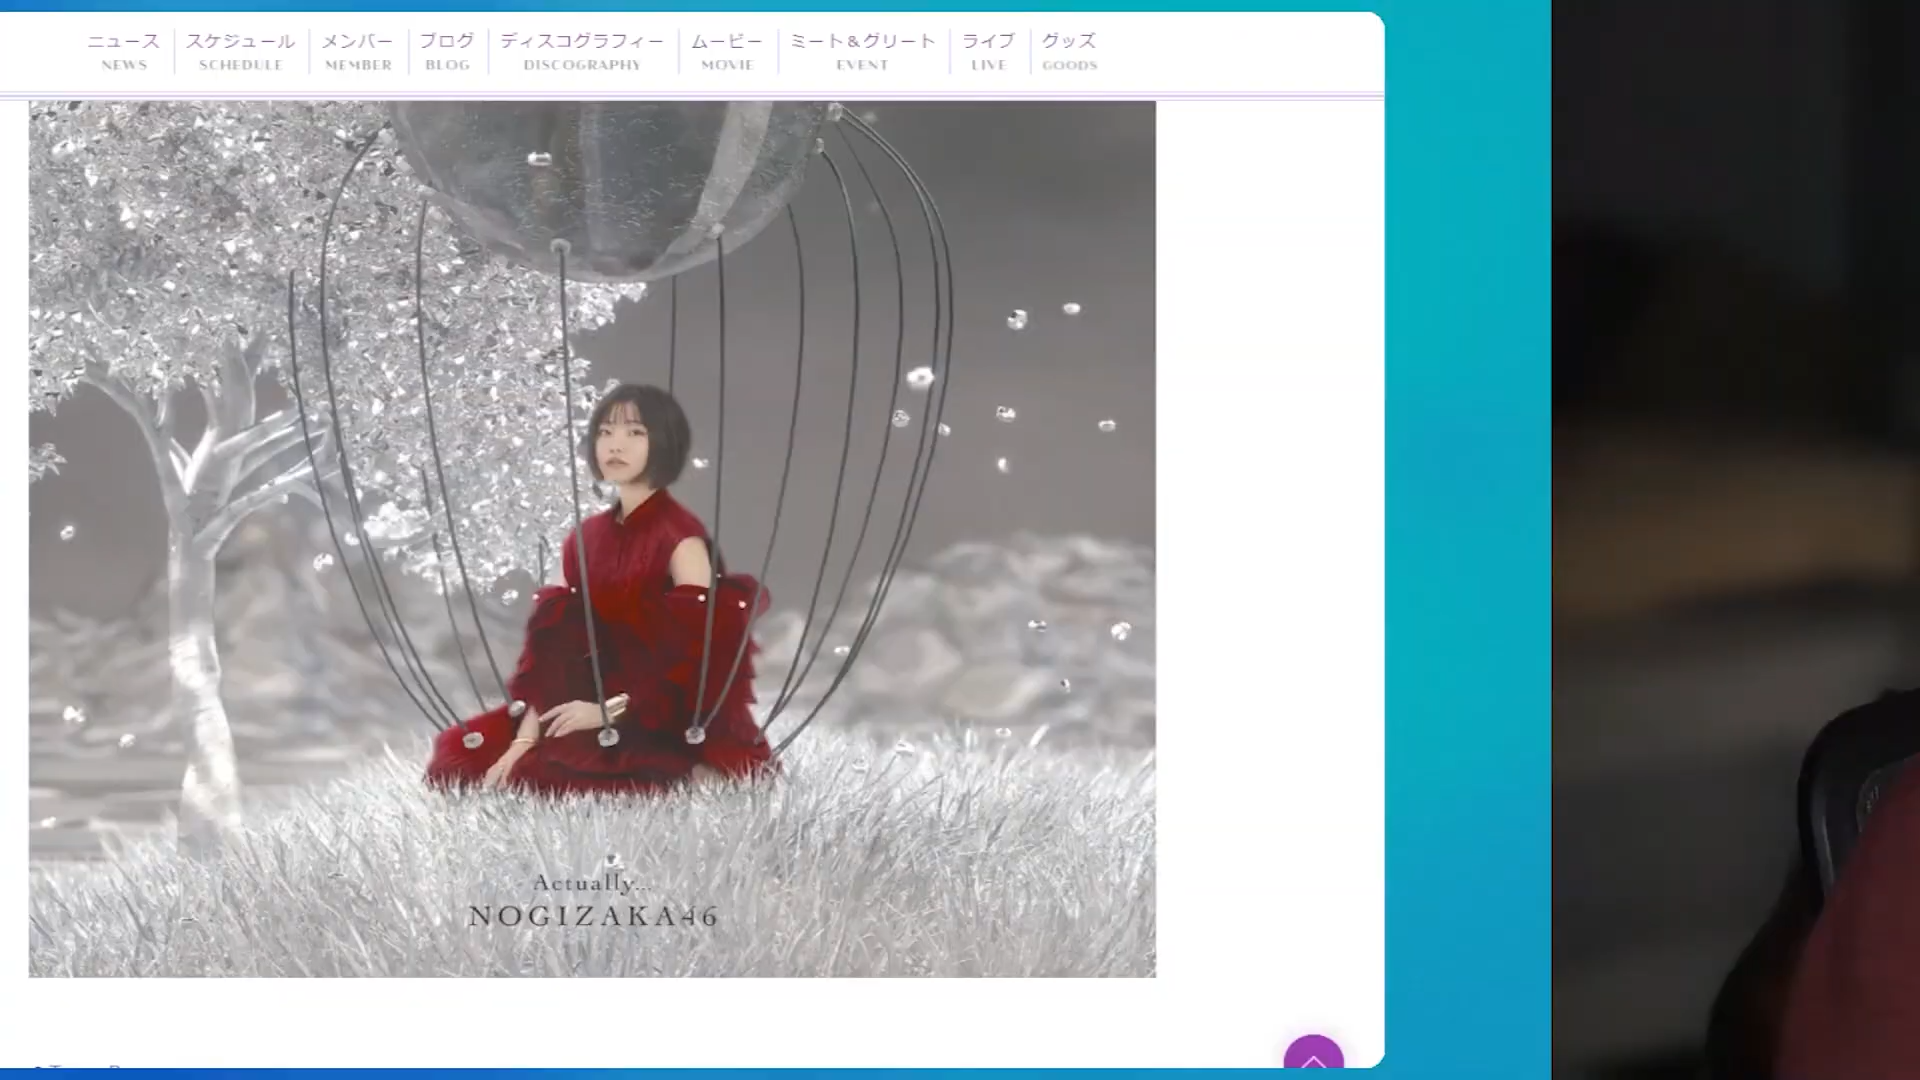 ニュース スケジュール メンバー ブログ ディスコグラフィー ムービー ミート＆グリート ライブ グッズ
NEWS SCHEDULE MEMBER BLOG DISCOGRAPHY MOVIE EVENT LIVE GOODS
Actually...
NOGIZAKA46